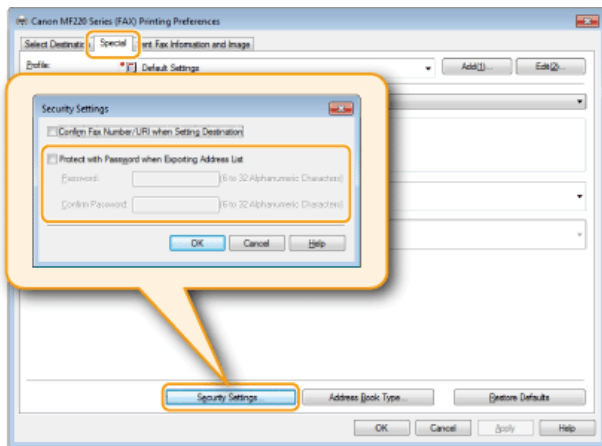 Canon MF220 Series (FAX) Printing Preferences
Select Destination Special ent Fax Information and Image
Profile: Default Settings Add(1)... Edit(2)...
Security Settings
Confirm Fax Number/URI when Setting Destination
Protect with Password when Exporting Address List
Password: (6 to 32 Alphanumeric Characters)
Confirm Password: (6 to 32 Alphanumeric Characters)
OK Cancel Help
Security Settings... Address Book Type... Restore Defaults
OK Cancel Apply Help